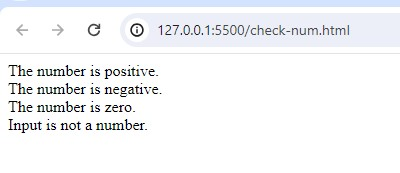 127.0.0.1:5500/check-num.html
The number is positive.
The number is negative.
The number is zero.
Input is not a number.